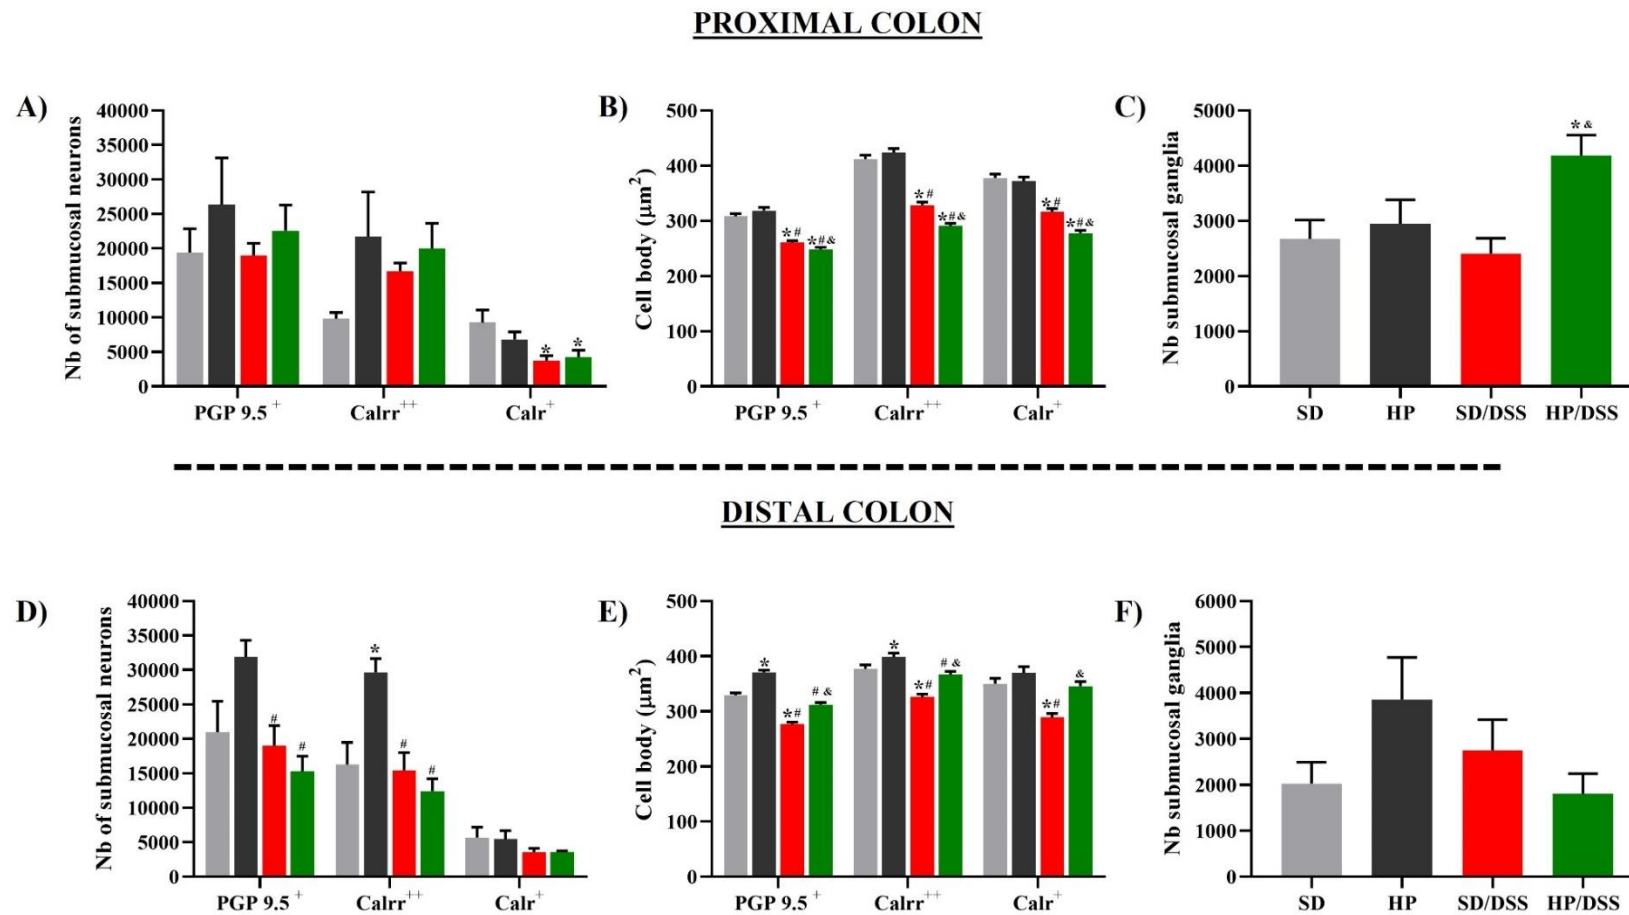 PROXIMAL COLON
A)
Nb of submucosal neurons
40000
35000
30000
25000
20000
15000
10000
5000
0
* *
PGP 9.5 + Calrr++ Calr+
B)
Cell body (µm2)
500
400
300
200
100
0
*# *#& *# *#& *# *#&
PGP 9.5 + Calrr++ Calr+
C)
Nb submucosal ganglia
5000
4000
3000
2000
1000
0
* &
SD HP SD/DSS HP/DSS
DISTAL COLON
D)
Nb of submucosal neurons
40000
35000
30000
25000
20000
15000
10000
5000
0
# # * # #
PGP 9.5 + Calrr++ Calr+
E)
Cell body (µm2)
500
400
300
200
100
0
* *# # & * *# # & *# &
PGP 9.5 + Calrr++ Calr+
F)
Nb submucosal ganglia
6000
5000
4000
3000
2000
1000
0
SD HP SD/DSS HP/DSS